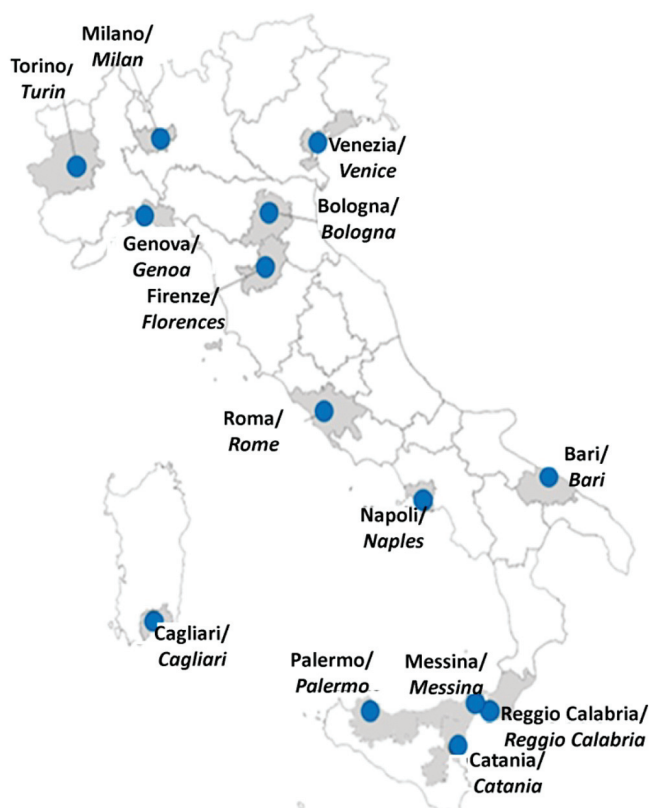 Milano/
Milan
Torino/
Turin
Venezia/
Venice
Bologna/
Bologna
Genova/
Genoa
Firenze/
Florences
Roma/
Rome
Bari/
Bari
Napoli/
Naples
Cagliari/
Cagliari
Palermo/
Palermo
Messina/
Messina
Reggio Calabria/
Reggio Calabria
Catania/
Catania